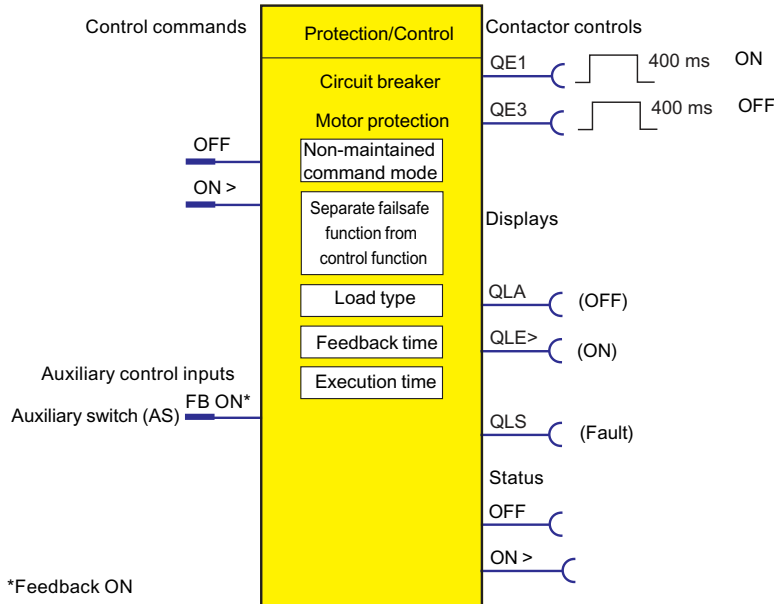 Control commands
Protection/Control
Contactor controls
QE1
400 ms
ON
Circuit breaker
QE3
400 ms
OFF
Motor protection
OFF
Non-maintained
command mode
ON >
Separate failsafe
function from
control function
Displays
Load type
QLA
(OFF)
Feedback time
QLE>
(ON)
Auxiliary control inputs
Execution time
FB ON*
Auxiliary switch (AS)
QLS
(Fault)
Status
OFF
ON >
*Feedback ON